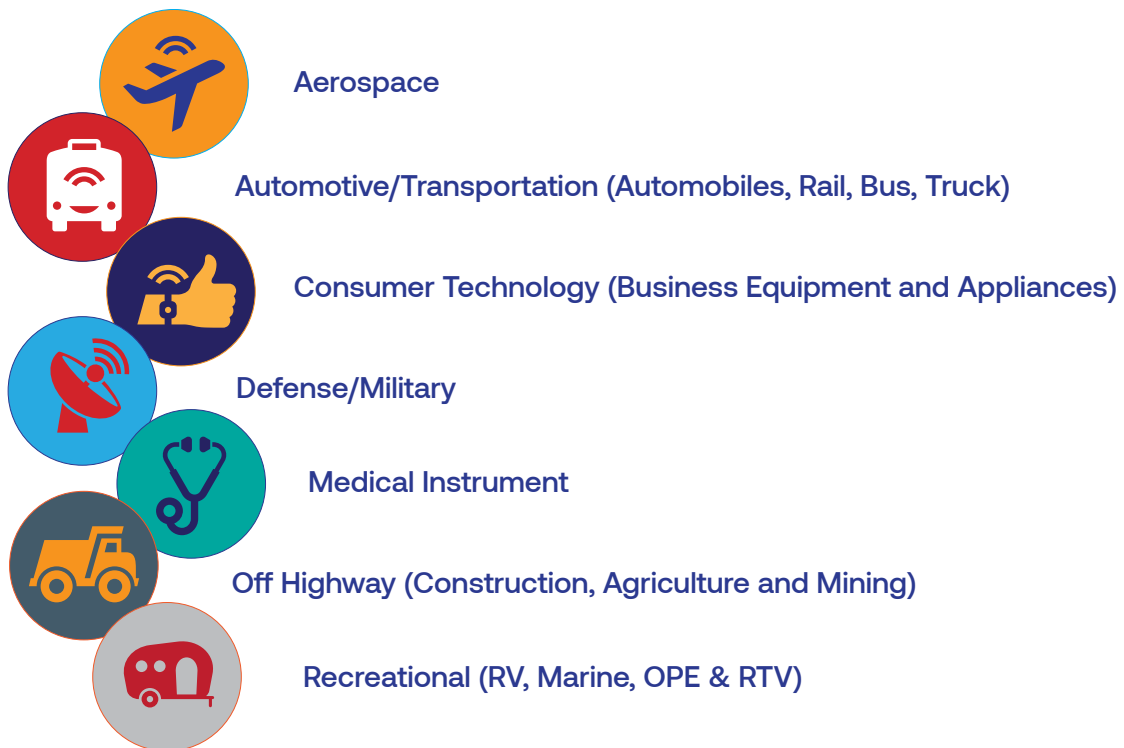 Aerospace
Automotive/Transportation (Automobiles, Rail, Bus, Truck)
Consumer Technology (Business Equipment and Appliances)
Defense/Military
Medical Instrument
Off Highway (Construction, Agriculture and Mining)
Recreational (RV, Marine, OPE & RTV)